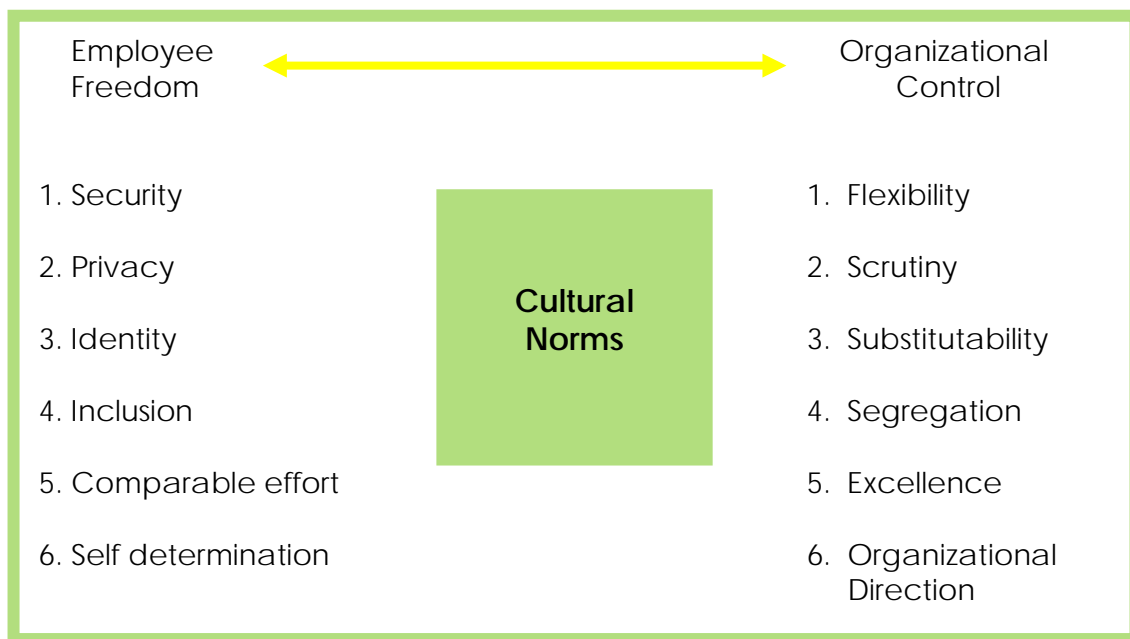 Employee
Freedom
Organizational
Control
1. Security
2. Privacy
3. Identity
4. Inclusion
5. Comparable effort
6. Self determination
Cultural
Norms
1. Flexibility
2. Scrutiny
3. Substitutability
4. Segregation
5. Excellence
6. Organizational
Direction